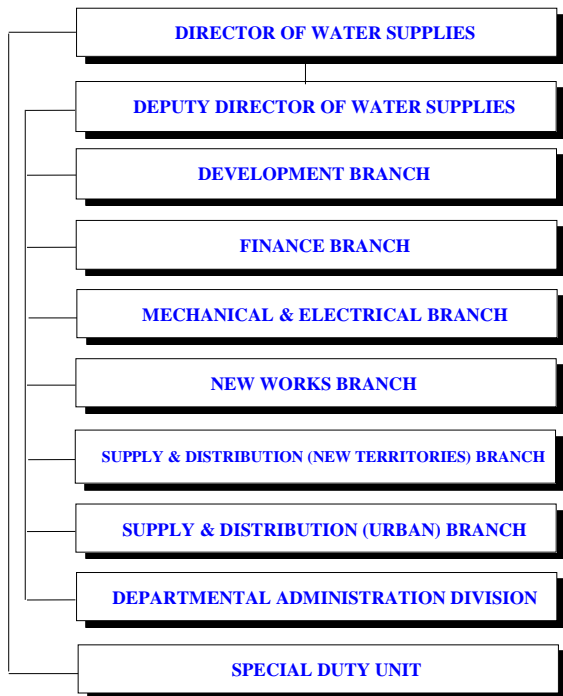 DIRECTOR OF WATER SUPPLIES
DEPUTY DIRECTOR OF WATER SUPPLIES
DEVELOPMENT BRANCH
FINANCE BRANCH
MECHANICAL & ELECTRICAL BRANCH
NEW WORKS BRANCH
SUPPLY & DISTRIBUTION (NEW TERRITORIES) BRANCH
SUPPLY & DISTRIBUTION (URBAN) BRANCH
DEPARTMENTAL ADMINISTRATION DIVISION
SPECIAL DUTY UNIT